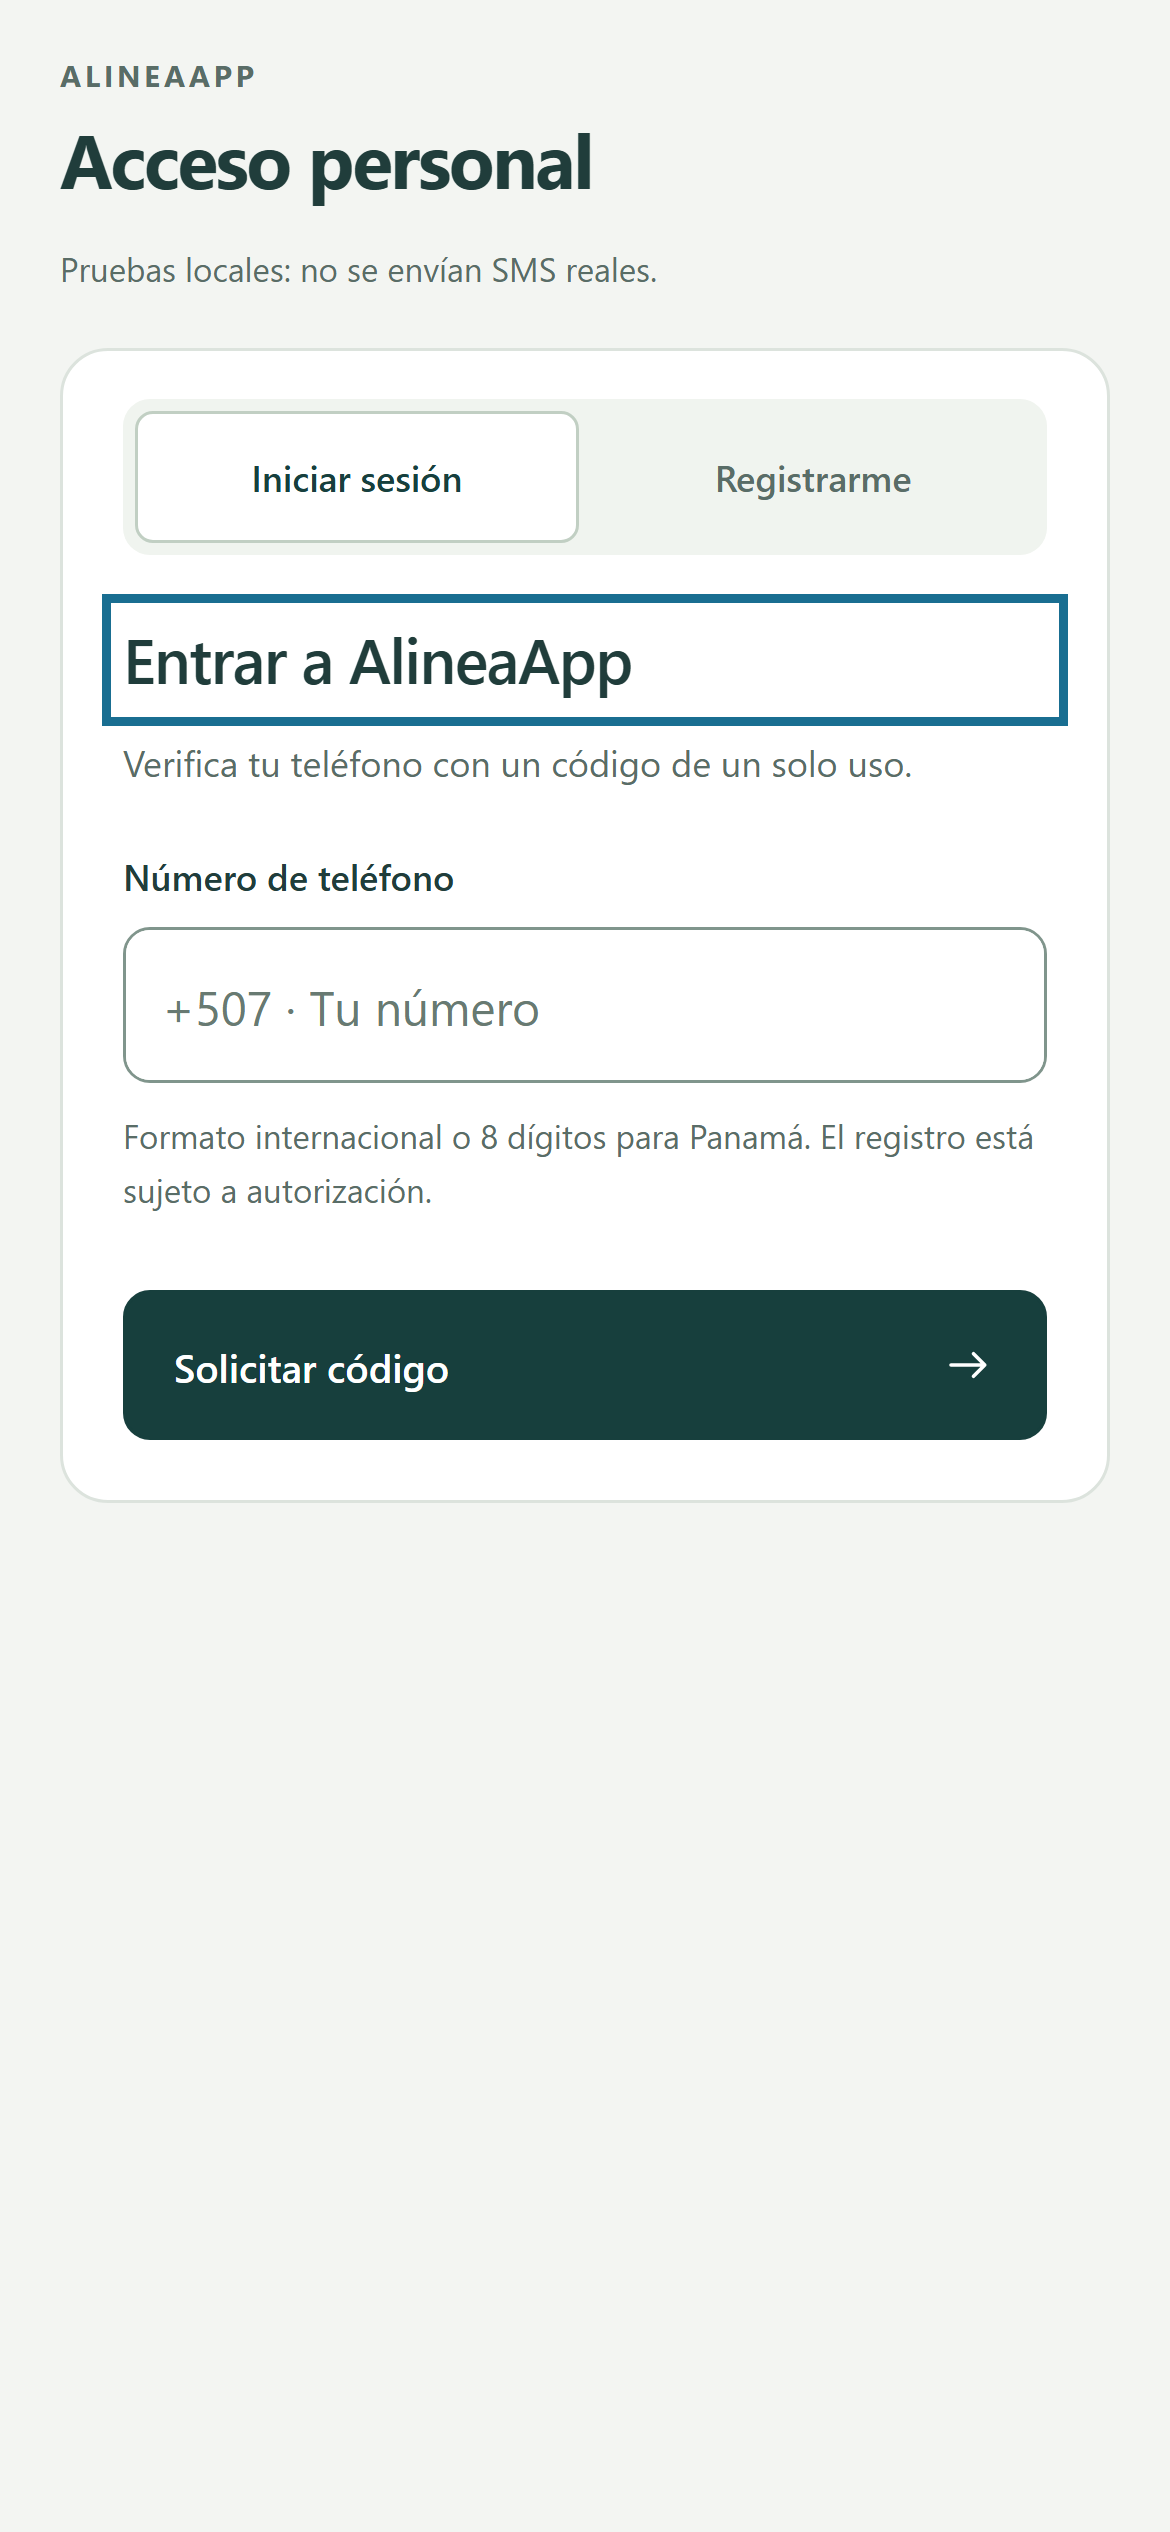 ALINEAAPP
Acceso personal
Pruebas locales: no se envían SMS reales.
Iniciar sesión
Registrarme
Entrar a AlineaApp
Verifica tu teléfono con un código de un solo uso.
Número de teléfono
+507 · Tu número
Formato internacional o 8 dígitos para Panamá. El registro está
sujeto a autorización.
Solicitar código →